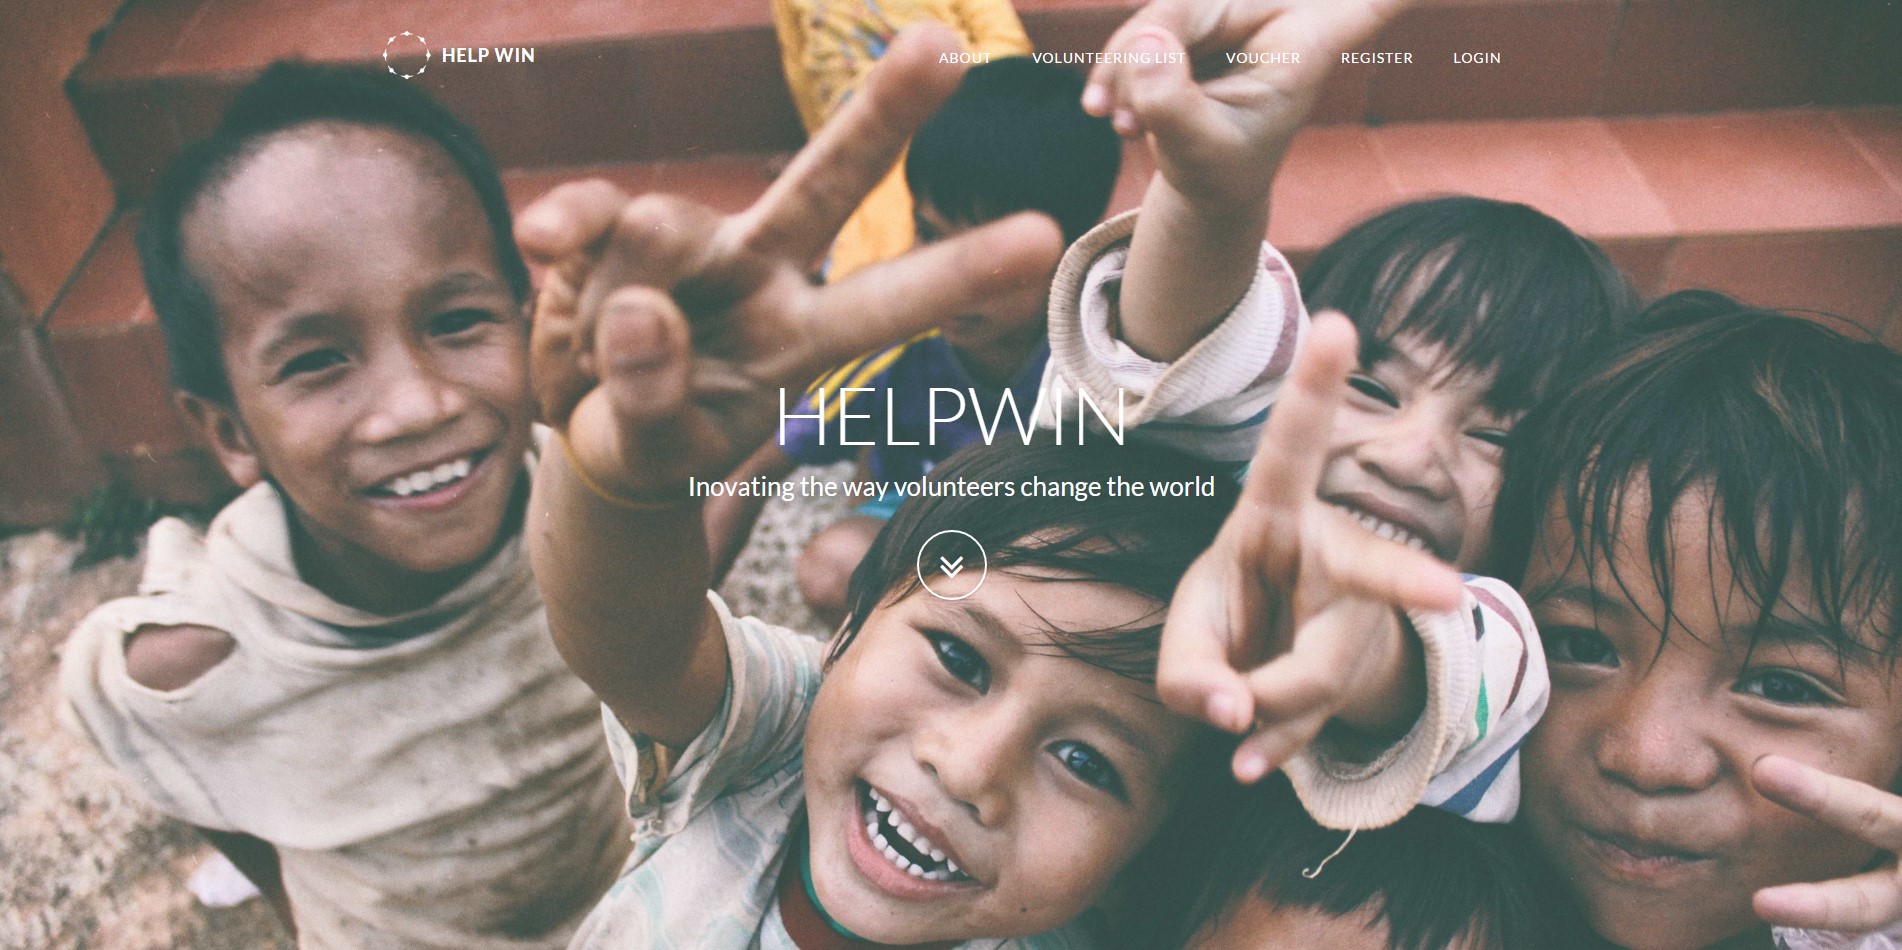 HELP WIN
ABOUT VOLUNTEERING LIST VOUCHER REGISTER LOGIN
HELPWIN
Inovating the way volunteers change the world